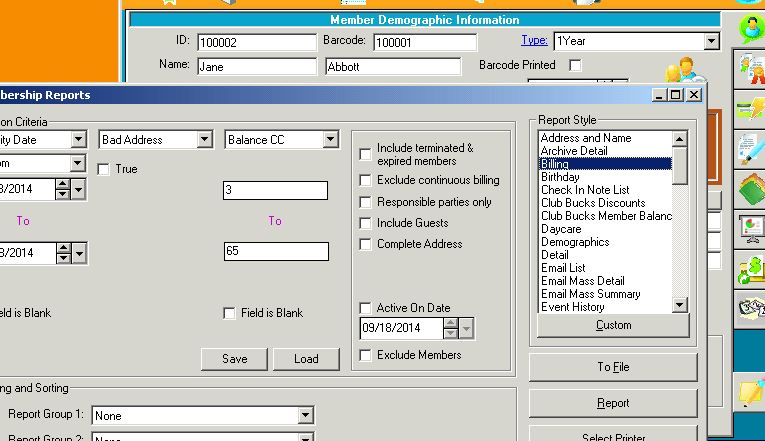 Member Demographic Information
ID: 100002 Barcode: 100001 Type: 1Year
Name: Jane Abbott Barcode Printed
bership Reports
on Criteria
ity Date Bad Address Balance CC
om True
8/2014 3
To To
8/2014 65
eld is Blank Field is Blank
Include terminated &
expired members
Exclude continuous billing
Responsible parties only
Include Guests
Complete Address
Active On Date
09/18/2014
Exclude Members
Save Load
Report Style
Address and Name
Archive Detail
Billing
Birthday
Check In Note List
Club Bucks Discounts
Club Bucks Member Balanc
Daycare
Demographics
Detail
Email List
Email Mass Detail
Email Mass Summary
Event History
Custom
To File
Report
Select Printer
ng and Sorting
Report Group 1: None
Report Group 2: None